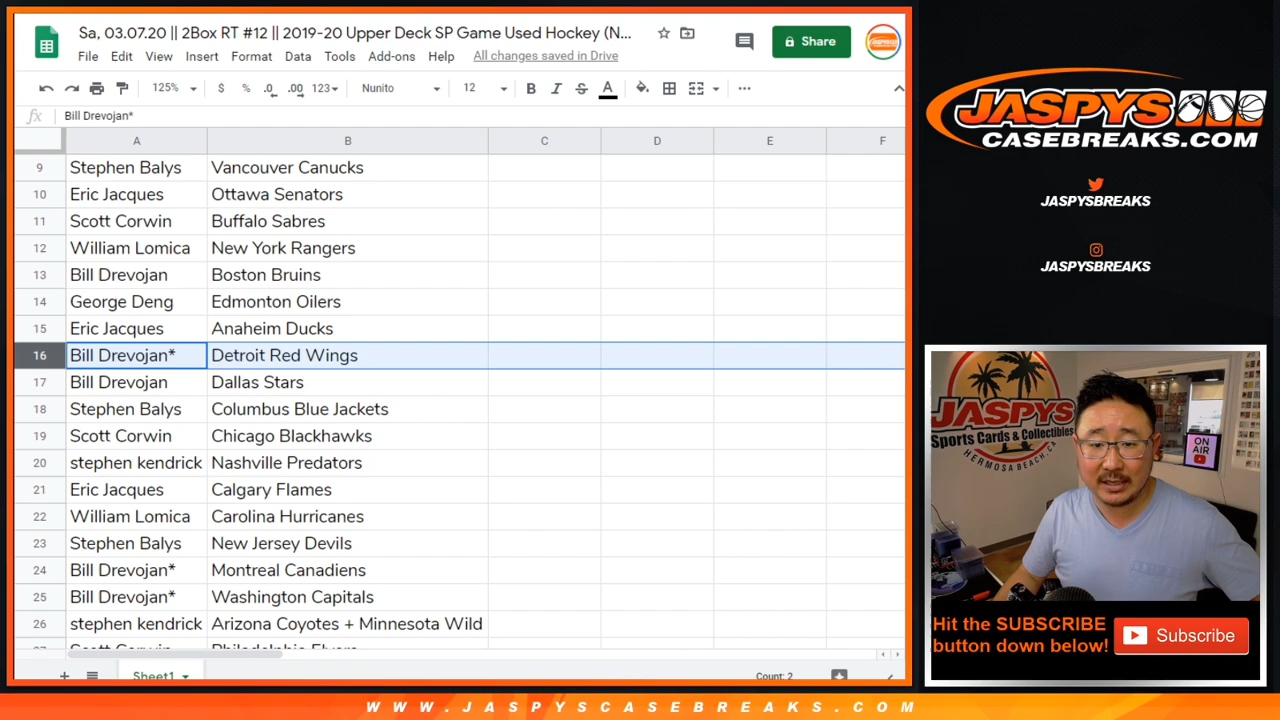 Sa, 03.07.20 || 2Box RT #12 || 2019-20 Upper Deck SP Game Used Hockey (N...
Share
File Edit View Insert Format Data Tools Add-ons Help All changes saved in Drive
125% $ % .0 .00 123 Nunito 12 B I S A
fx Bill Drevojan*
A B C D E F
9 Stephen Balys Vancouver Canucks
10 Eric Jacques Ottawa Senators
11 Scott Corwin Buffalo Sabres
12 William Lomica New York Rangers
13 Bill Drevojan Boston Bruins
14 George Deng Edmonton Oilers
15 Eric Jacques Anaheim Ducks
16 Bill Drevojan* Detroit Red Wings
17 Bill Drevojan Dallas Stars
18 Stephen Balys Columbus Blue Jackets
19 Scott Corwin Chicago Blackhawks
20 stephen kendrick Nashville Predators
21 Eric Jacques Calgary Flames
22 William Lomica Carolina Hurricanes
23 Stephen Balys New Jersey Devils
24 Bill Drevojan* Montreal Canadiens
25 Bill Drevojan* Washington Capitals
26 stephen kendrick Arizona Coyotes + Minnesota Wild
27 Scott Corwin Philadelphia Flyers
Sheet1 Count: 2
JASPYS
CASEBREAKS.COM
JASPYSBREAKS
JASPYSBREAKS
JASPYS
Sports Cards & Collectibles
HERMOSA BEACH, CA
ON
AIR
Hit the SUBSCRIBE
button down below!
Subscribe
WWW.JASPYSCASEBREAKS.COM